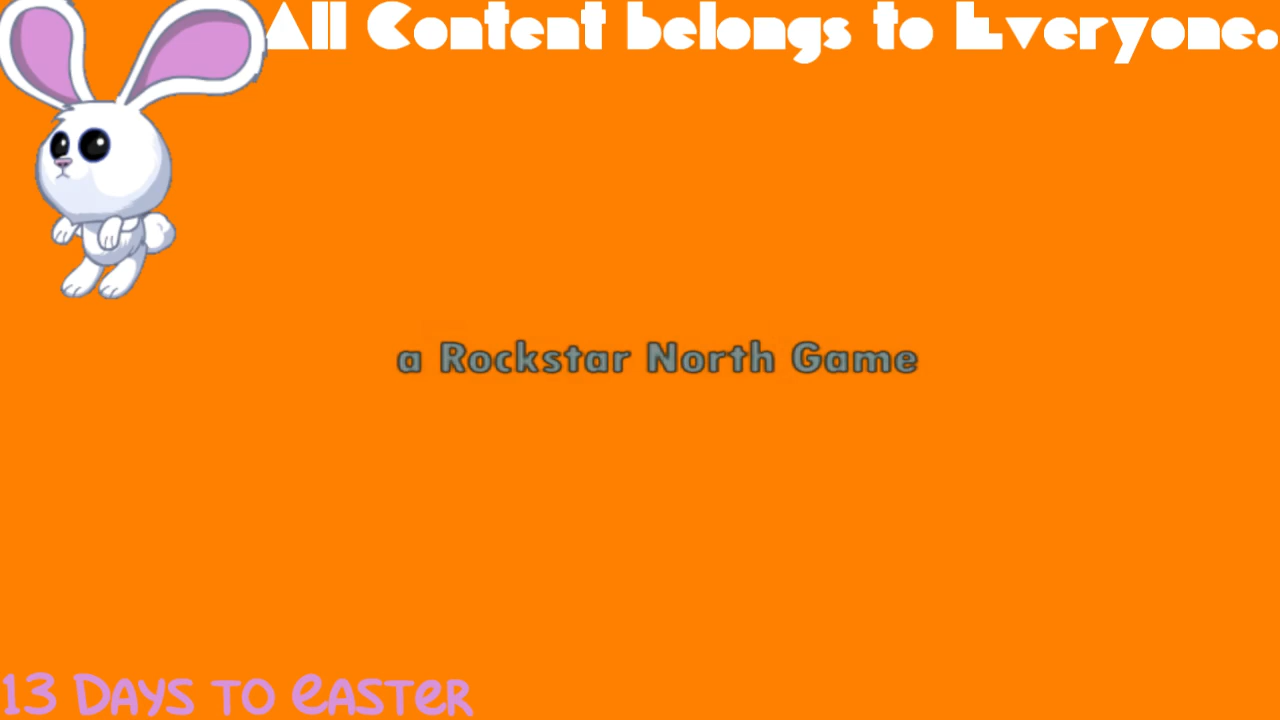 All Content belongs to Everyone.
a Rockstar North Game
13 Days to Easter